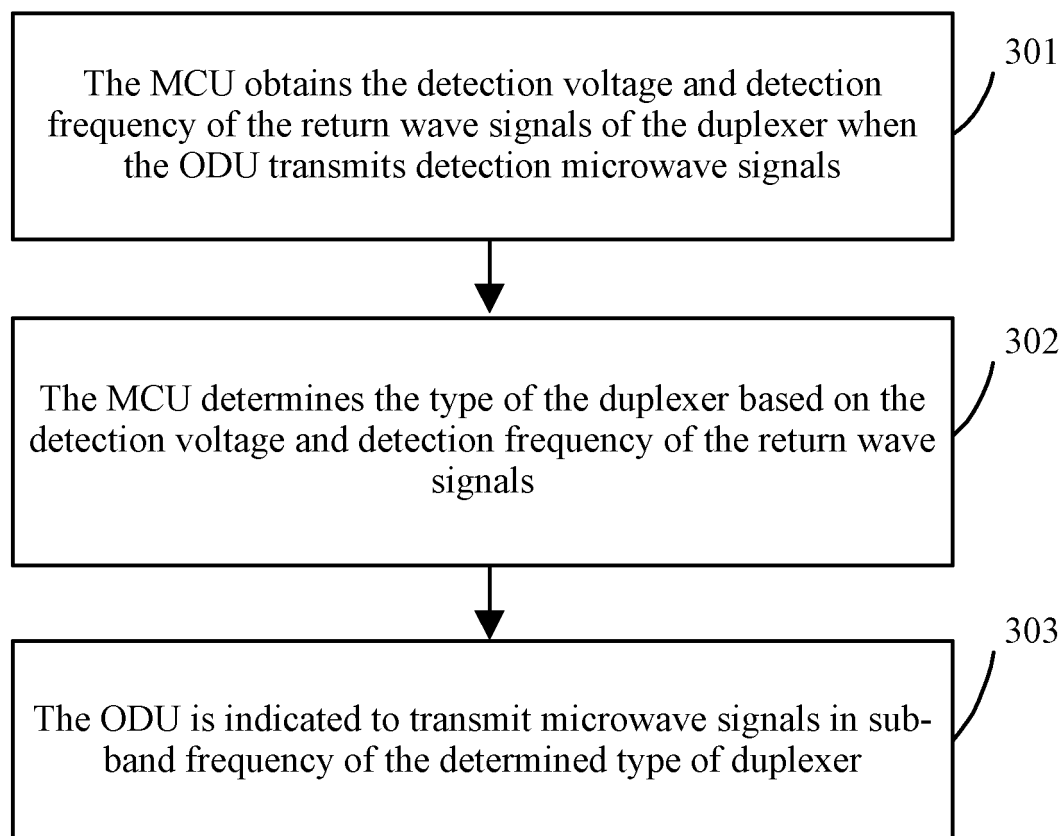 The MCU obtains the detection voltage and detection
frequency of the return wave signals of the duplexer when
the ODU transmits detection microwave signals
301
The MCU determines the type of the duplexer based on the
detection voltage and detection frequency of the return wave
signals
302
The ODU is indicated to transmit microwave signals in sub-
band frequency of the determined type of duplexer
303